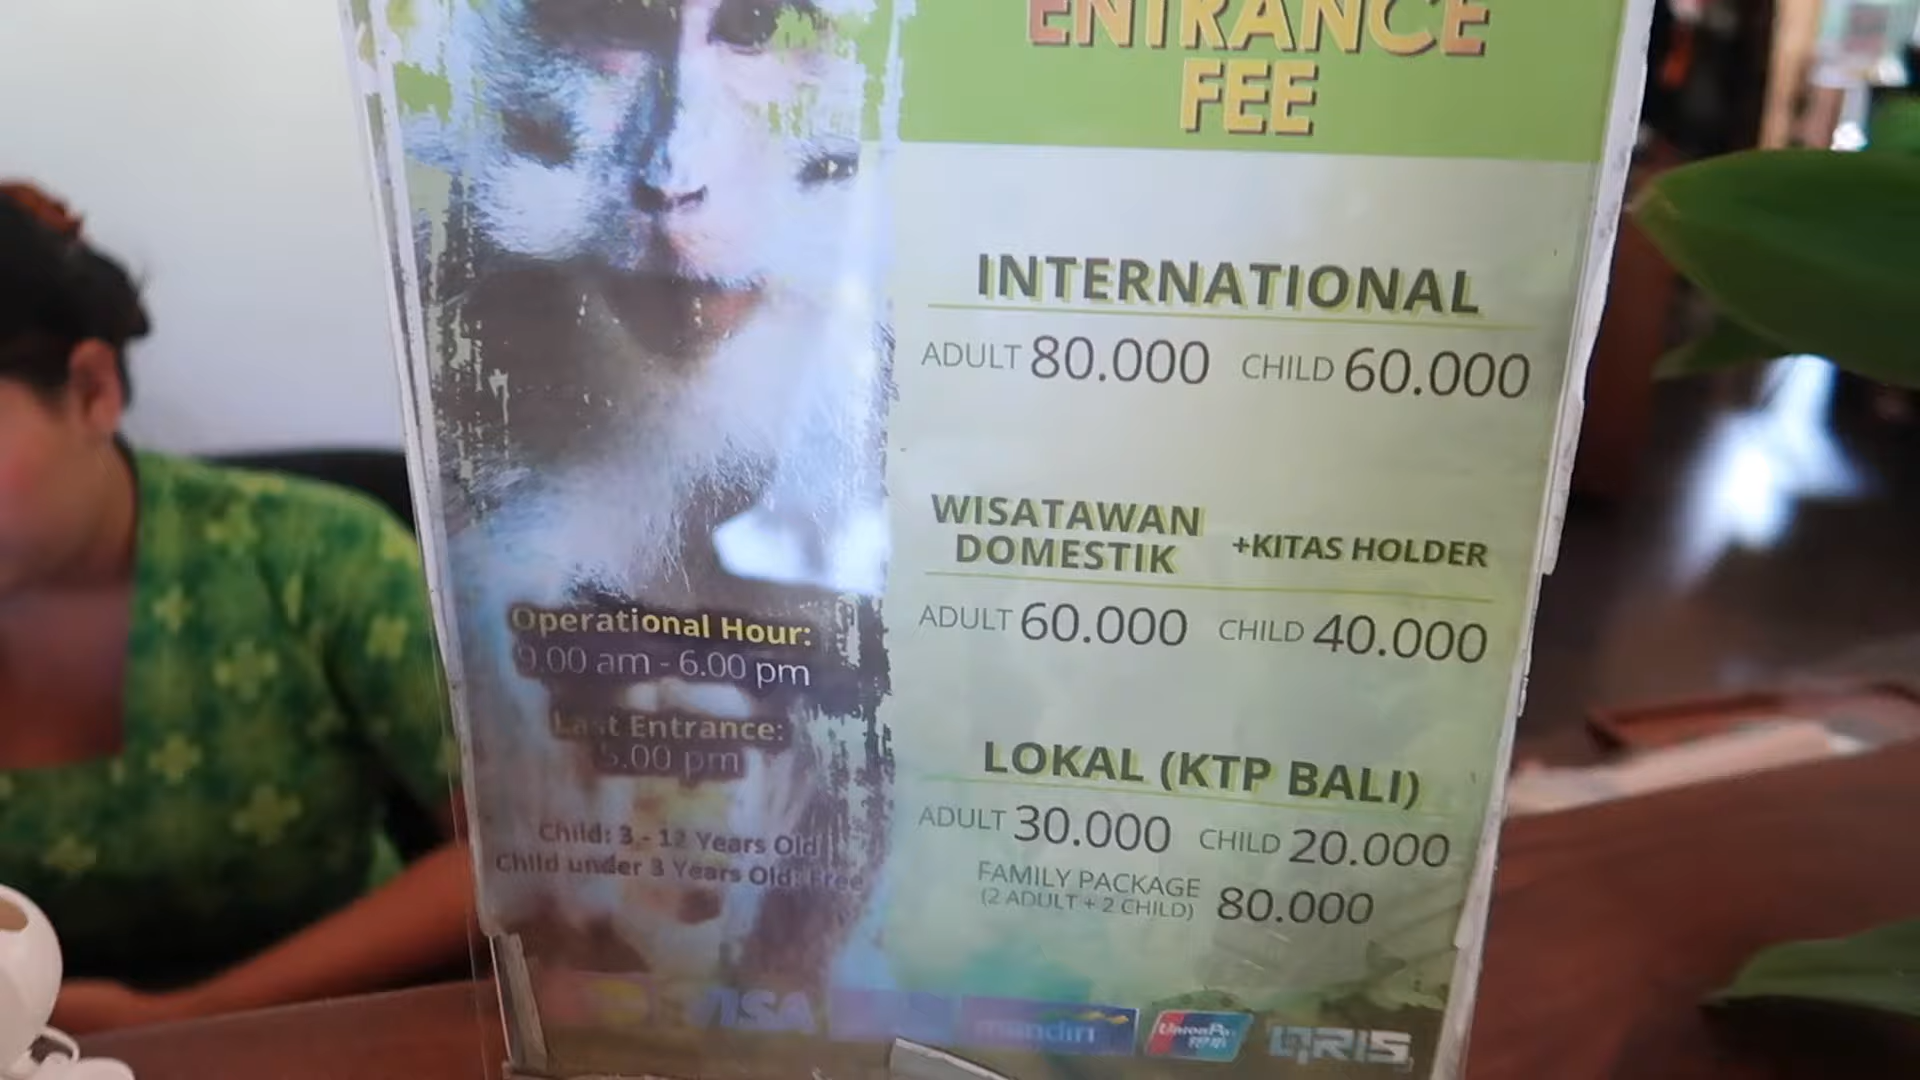 ENTRANCE
FEE
INTERNATIONAL
ADULT 80.000 CHILD 60.000
WISATAWAN
DOMESTIK +KITAS HOLDER
ADULT 60.000 CHILD 40.000
LOKAL (KTP BALI)
ADULT 30.000 CHILD 20.000
FAMILY PACKAGE
(2 ADULT + 2 CHILD) 80.000
Operational Hour:
9.00 am - 6.00 pm
Last Entrance:
5.00 pm
Child: 3 - 12 Years Old
Child under 3 Years Old: Free
VISA mandiri UnionPay 银联 QRIS